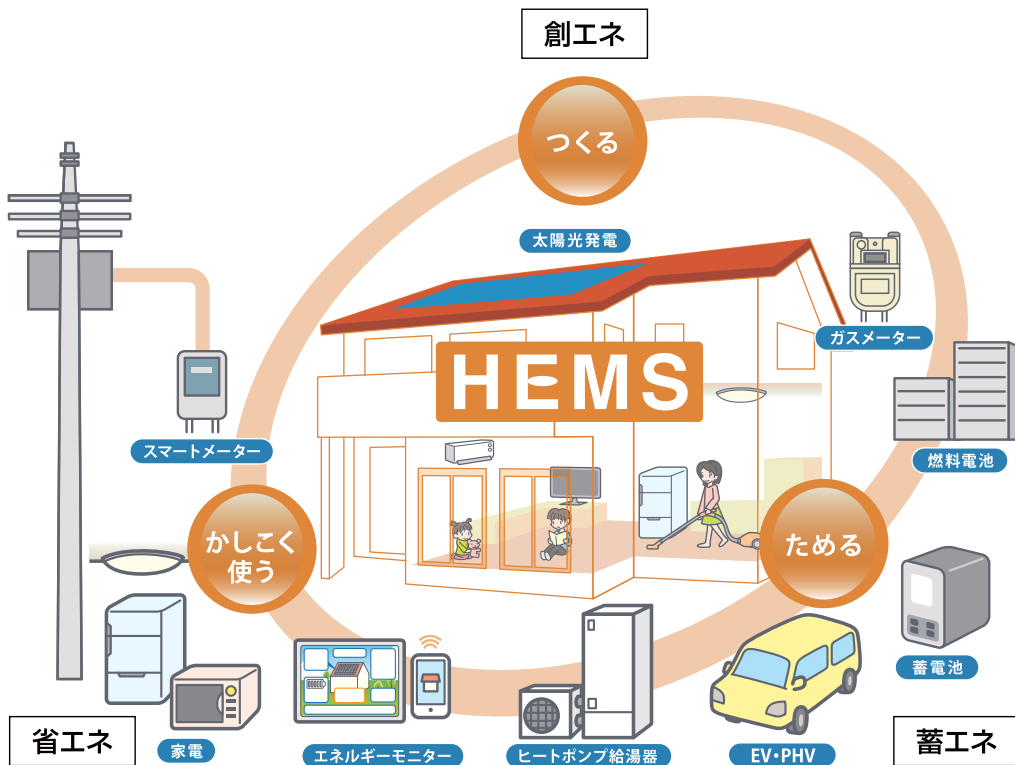 創エネ
つくる
太陽光発電
ガスメーター
HEMS
スマートメーター
燃料電池
かしこく
使う
ためる
蓄電池
省エネ
家電
エネルギーモニター
ヒートポンプ給湯器
EV・PHV
蓄エネ